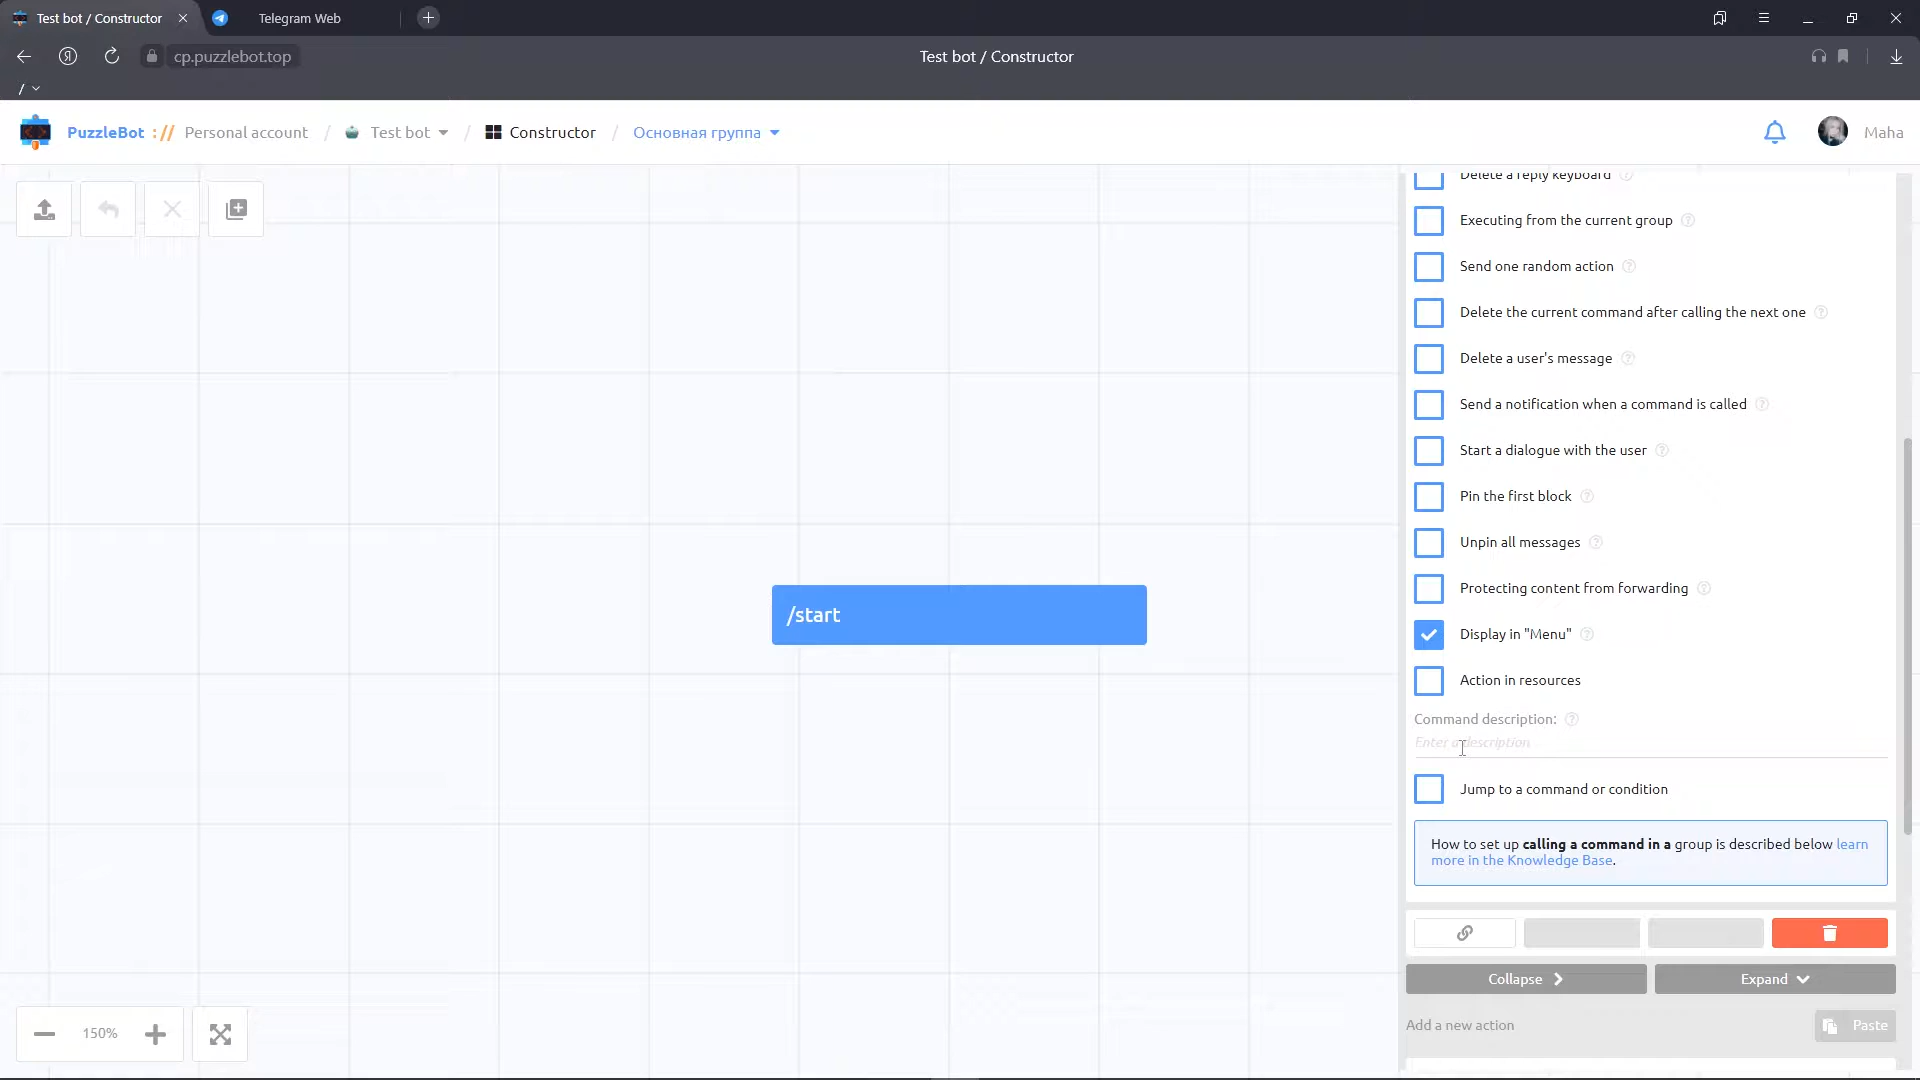 Test bot / Constructor
Telegram Web
cp.puzzlebot.top
Test bot / Constructor
/
PuzzleBot :// Personal account / Test bot / Constructor / Основная группа
Maha
Delete a reply keyboard
Executing from the current group
Send one random action
Delete the current command after calling the next one
Delete a user's message
Send a notification when a command is called
Start a dialogue with the user
Pin the first block
Unpin all messages
Protecting content from forwarding
/start
Display in "Menu"
Action in resources
Command description:
Enter a description
Jump to a command or condition
How to set up calling a command in a group is described below learn
more in the Knowledge Base.
Collapse
Expand
Add a new action
Paste
150%